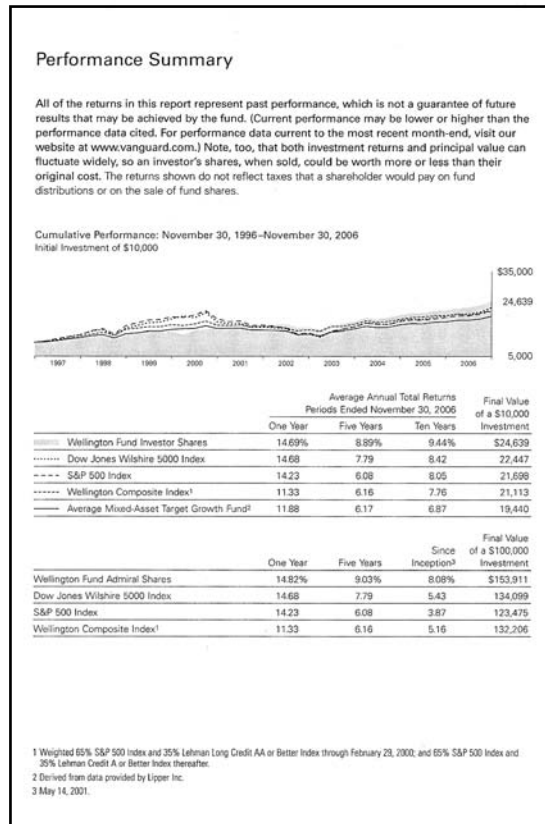 Performance Summary
All of the returns in this report represent past performance, which is not a guarantee of future
results that may be achieved by the fund. (Current performance may be lower or higher than the
performance data cited. For performance data current to the most recent month-end, visit our
website at www.vanguard.com.) Note, too, that both investment returns and principal value can
fluctuate widely, so an investor's shares, when sold, could be worth more or less than their
original cost. The returns shown do not reflect taxes that a shareholder would pay on fund
distributions or on the sale of fund shares.
Cumulative Performance: November 30, 1996–November 30, 2006
Initial Investment of $10,000
$35,000
24,639
5,000
1997 1998 1999 2000 2001 2002 2003 2004 2005 2006
Average Annual Total Returns Final Value
Periods Ended November 30, 2006 of a $10,000
One Year Five Years Ten Years Investment
Wellington Fund Investor Shares 14.69% 8.89% 9.44% $24,639
Dow Jones Wilshire 5000 Index 14.68 7.79 8.42 22,447
S&P 500 Index 14.23 6.08 8.05 21,698
Wellington Composite Index1 11.33 6.16 7.76 21,113
Average Mixed-Asset Target Growth Fund2 11.88 6.17 6.87 19,440
Final Value
Since of a $100,000
One Year Five Years Inception3 Investment
Wellington Fund Admiral Shares 14.82% 9.03% 8.08% $153,911
Dow Jones Wilshire 5000 Index 14.68 7.79 5.43 134,099
S&P 500 Index 14.23 6.08 3.87 123,475
Wellington Composite Index1 11.33 6.16 5.16 132,206
1 Weighted 65% S&P 500 Index and 35% Lehman Long Credit AA or Better Index through February 29, 2000; and 65% S&P 500 Index and
35% Lehman Credit A or Better Index thereafter.
2 Derived from data provided by Lipper Inc.
3 May 14, 2001.